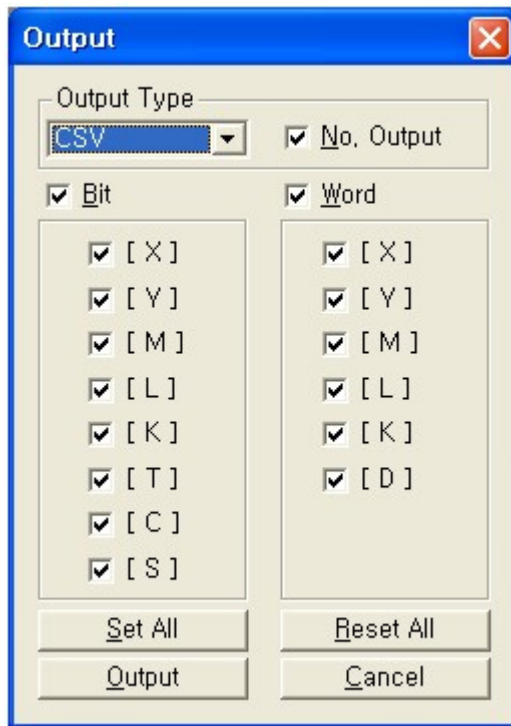 Output
Output Type
CSV No, Output
Bit Word
[ X ] [ X ]
[ Y ] [ Y ]
[ M ] [ M ]
[ L ] [ L ]
[ K ] [ K ]
[ T ] [ D ]
[ C ]
[ S ]
Set All Reset All
Output Cancel